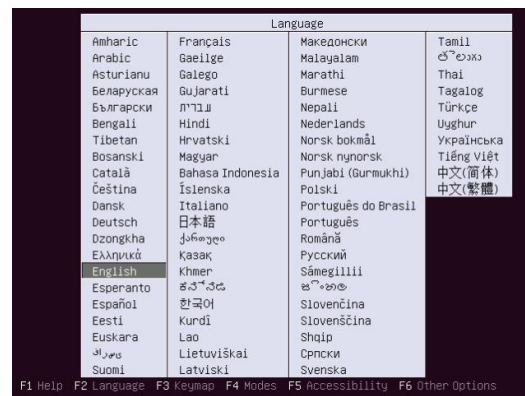 Language
Amharic
Arabic
Asturianu
Беларуская
Български
Bengali
Tibetan
Bosanski
Català
Čeština
Dansk
Deutsch
Dzongkha
Ελληνικά
English
Esperanto
Español
Eesti
Euskara
Suomi
Français
Gaeilge
Galego
Gujarati
עברית
Hindi
Hrvatski
Magyar
Bahasa Indonesia
Íslenska
Italiano
日本語
ქართული
Қазақ
Khmer
ಕನ್ನಡ
한국어
Kurdî
Lao
Lietuviškai
Latviski
Македонски
Malayalam
Marathi
Burmese
Nepali
Nederlands
Norsk bokmål
Norsk nynorsk
Punjabi (Gurmukhi)
Polski
Português do Brasil
Português
Română
Русский
Sámegillii
සිංහල
Slovenčina
Slovenščina
Shqip
Српски
Svenska
Tamil
తెలుగు
Thai
Tagalog
Türkçe
Uyghur
Українська
Tiếng Việt
中文(简体)
中文(繁體)
F1 Help F2 Language F3 Keymap F4 Modes F5 Accessibility F6 Other Options